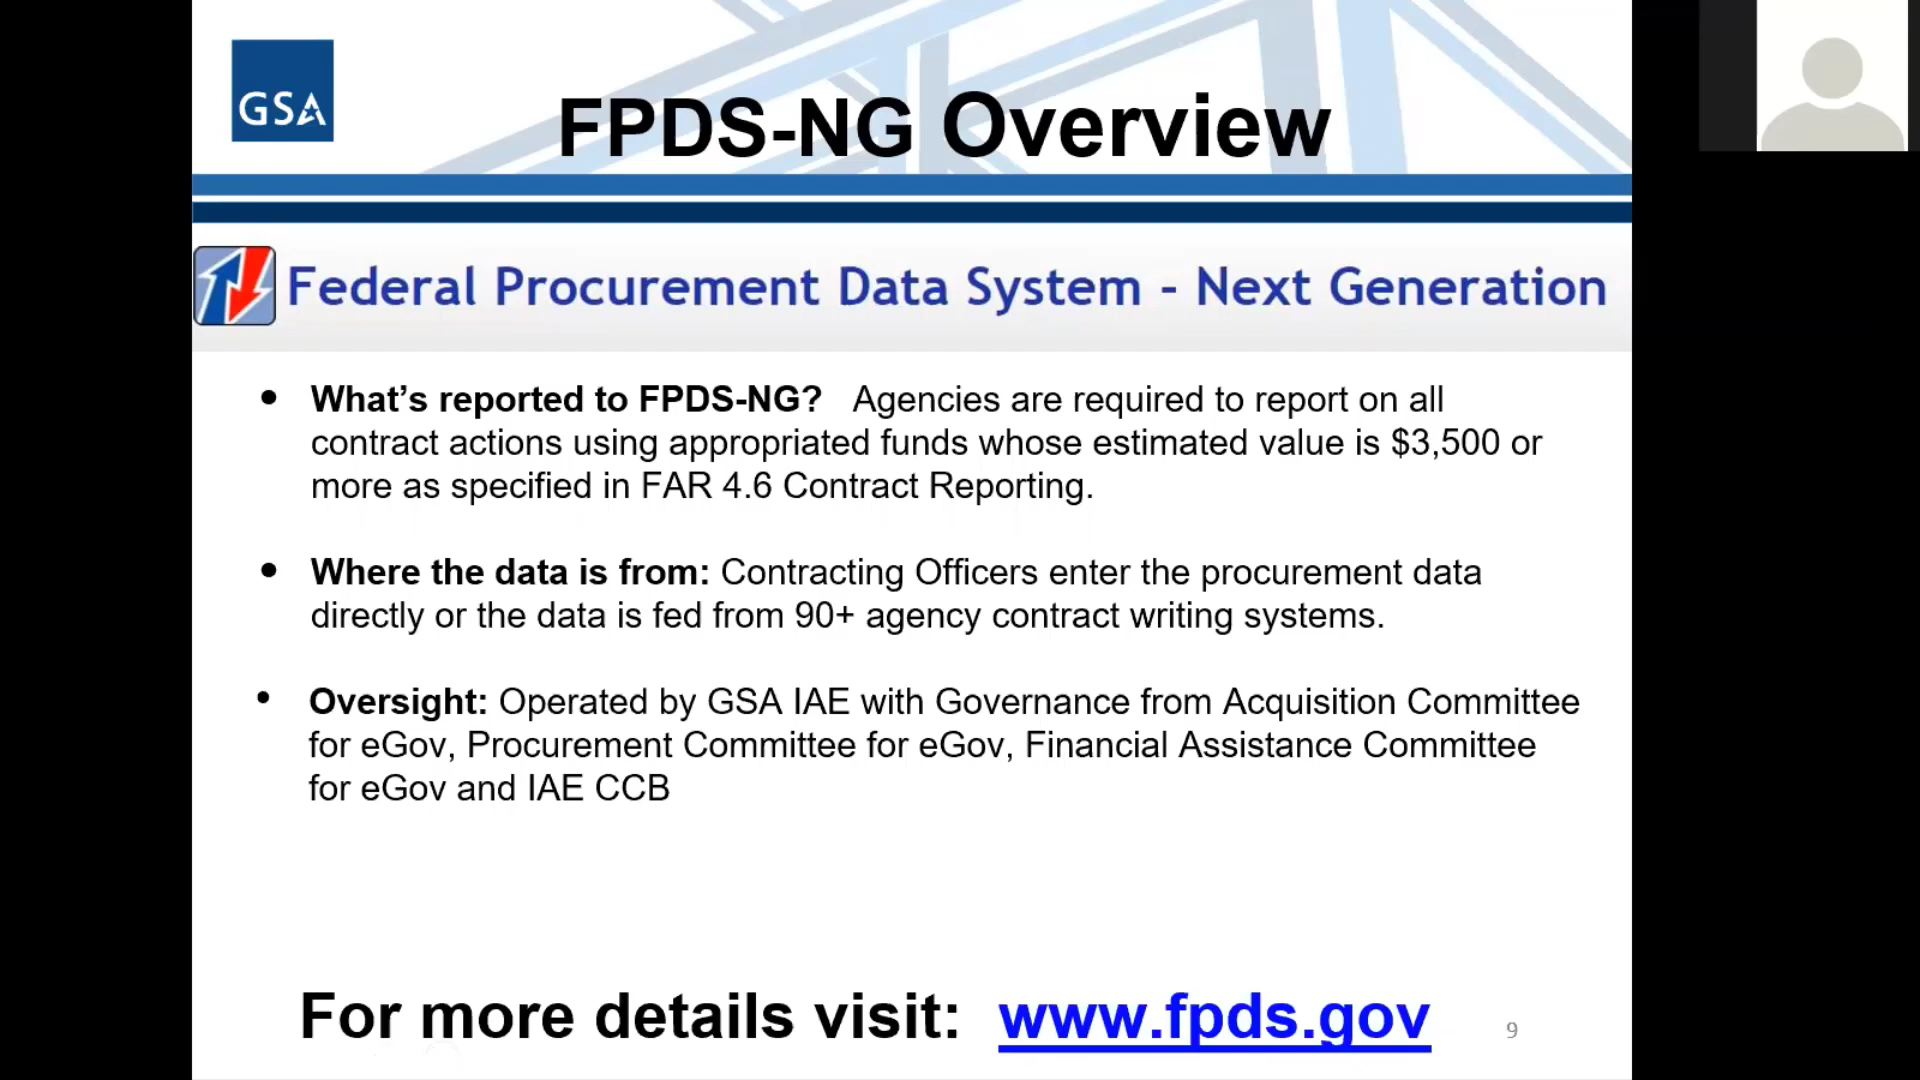 GSA
FPDS-NG Overview
Federal Procurement Data System - Next Generation
• What’s reported to FPDS-NG? Agencies are required to report on all
contract actions using appropriated funds whose estimated value is $3,500 or
more as specified in FAR 4.6 Contract Reporting.
• Where the data is from: Contracting Officers enter the procurement data
directly or the data is fed from 90+ agency contract writing systems.
• Oversight: Operated by GSA IAE with Governance from Acquisition Committee
for eGov, Procurement Committee for eGov, Financial Assistance Committee
for eGov and IAE CCB
For more details visit: www.fpds.gov
9